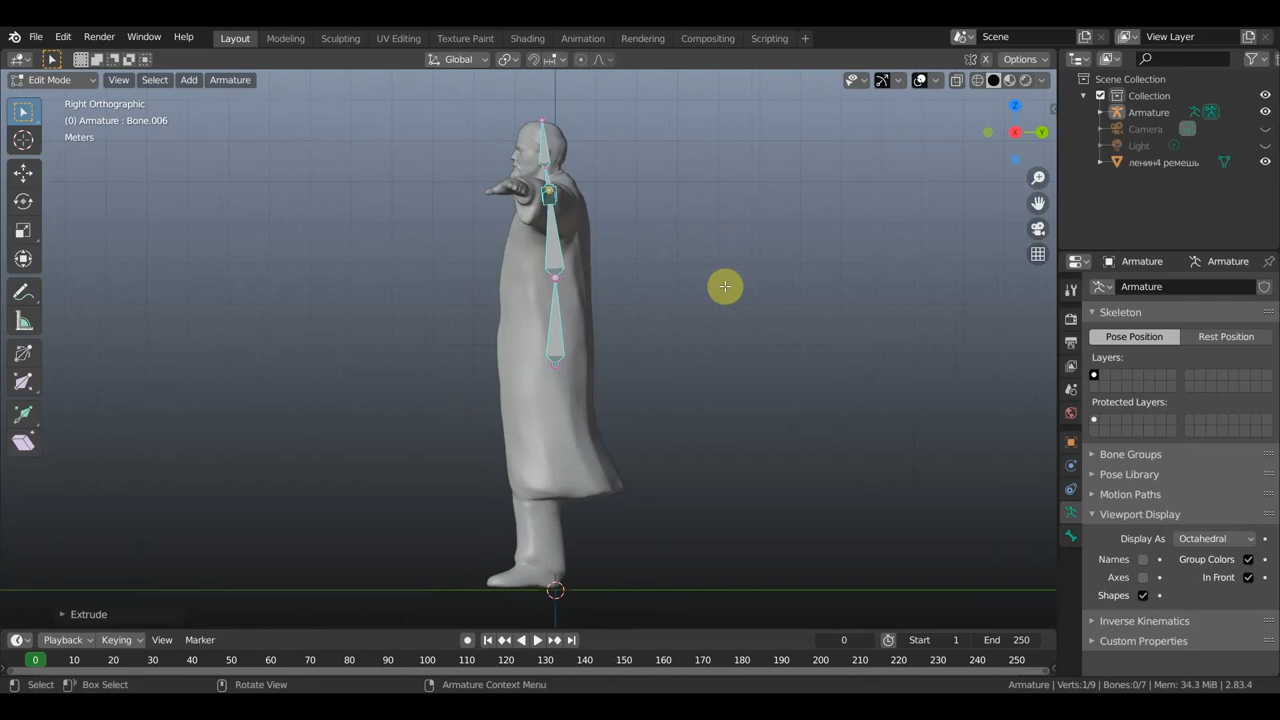 File Edit Render Window Help Layout Modeling Sculpting UV Editing Texture Paint Shading Animation Rendering Compositing Scripting + Scene View Layer
Global X Options
Edit Mode View Select Add Armature
Right Orthographic
(0) Armature : Bone.006
Meters
Z
X
Y
Scene Collection
Collection
Armature
Camera
Light
ленин4 ремешь
Armature Armature
Armature
Skeleton
Pose Position Rest Position
Layers:
Protected Layers:
Bone Groups
Pose Library
Motion Paths
Viewport Display
Display As Octahedral
Names Group Colors
Axes In Front
Shapes
Inverse Kinematics
Custom Properties
Extrude
Playback Keying View Marker 0 Start 1 End 250
0 10 20 30 40 50 60 70 80 90 100 110 120 130 140 150 160 170 180 190 200 210 220 230 240 250
Select Box Select Rotate View Armature Context Menu Armature | Verts:1/9 | Bones:0/7 | Mem: 34.3 MiB | 2.83.4